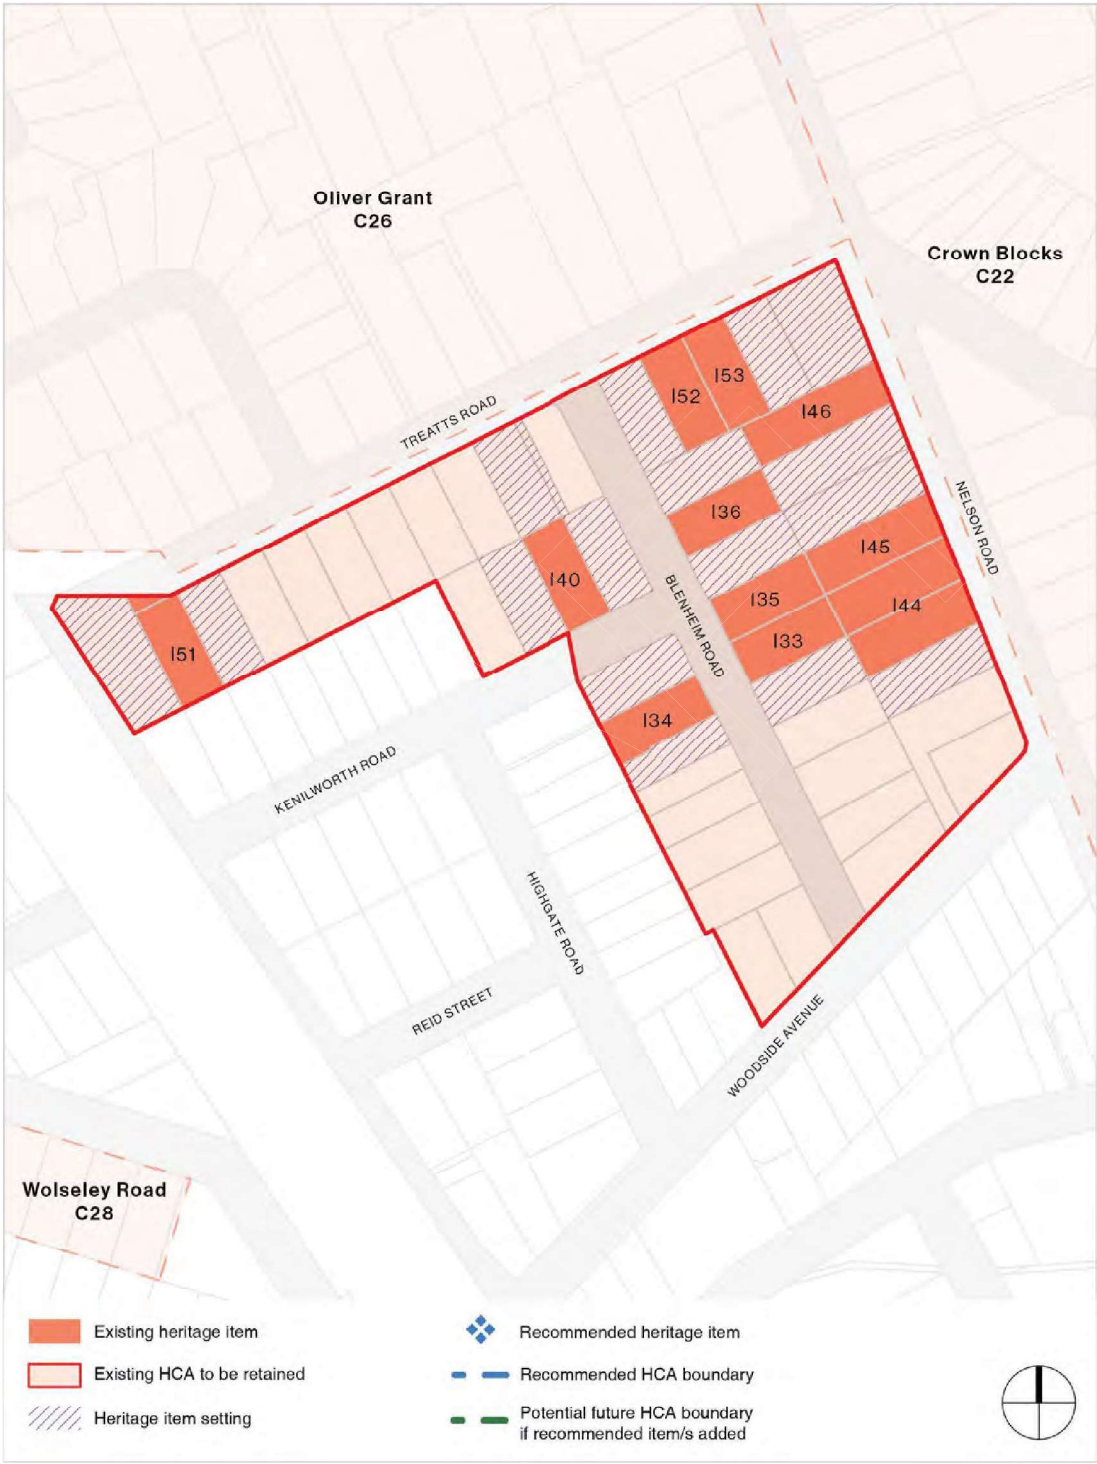 Oliver Grant
C26
Crown Blocks
C22
I52
I53
I46
TREATTS ROAD
I36
NELSON ROAD
I45
I40
BLENHEIM ROAD
I35
I44
I33
I51
I34
KENILWORTH ROAD
HIGHGATE ROAD
REID STREET
WOODSIDE AVENUE
Wolseley Road
C28
Existing heritage item
Existing HCA to be retained
Heritage item setting
Recommended heritage item
Recommended HCA boundary
Potential future HCA boundary
if recommended item/s added